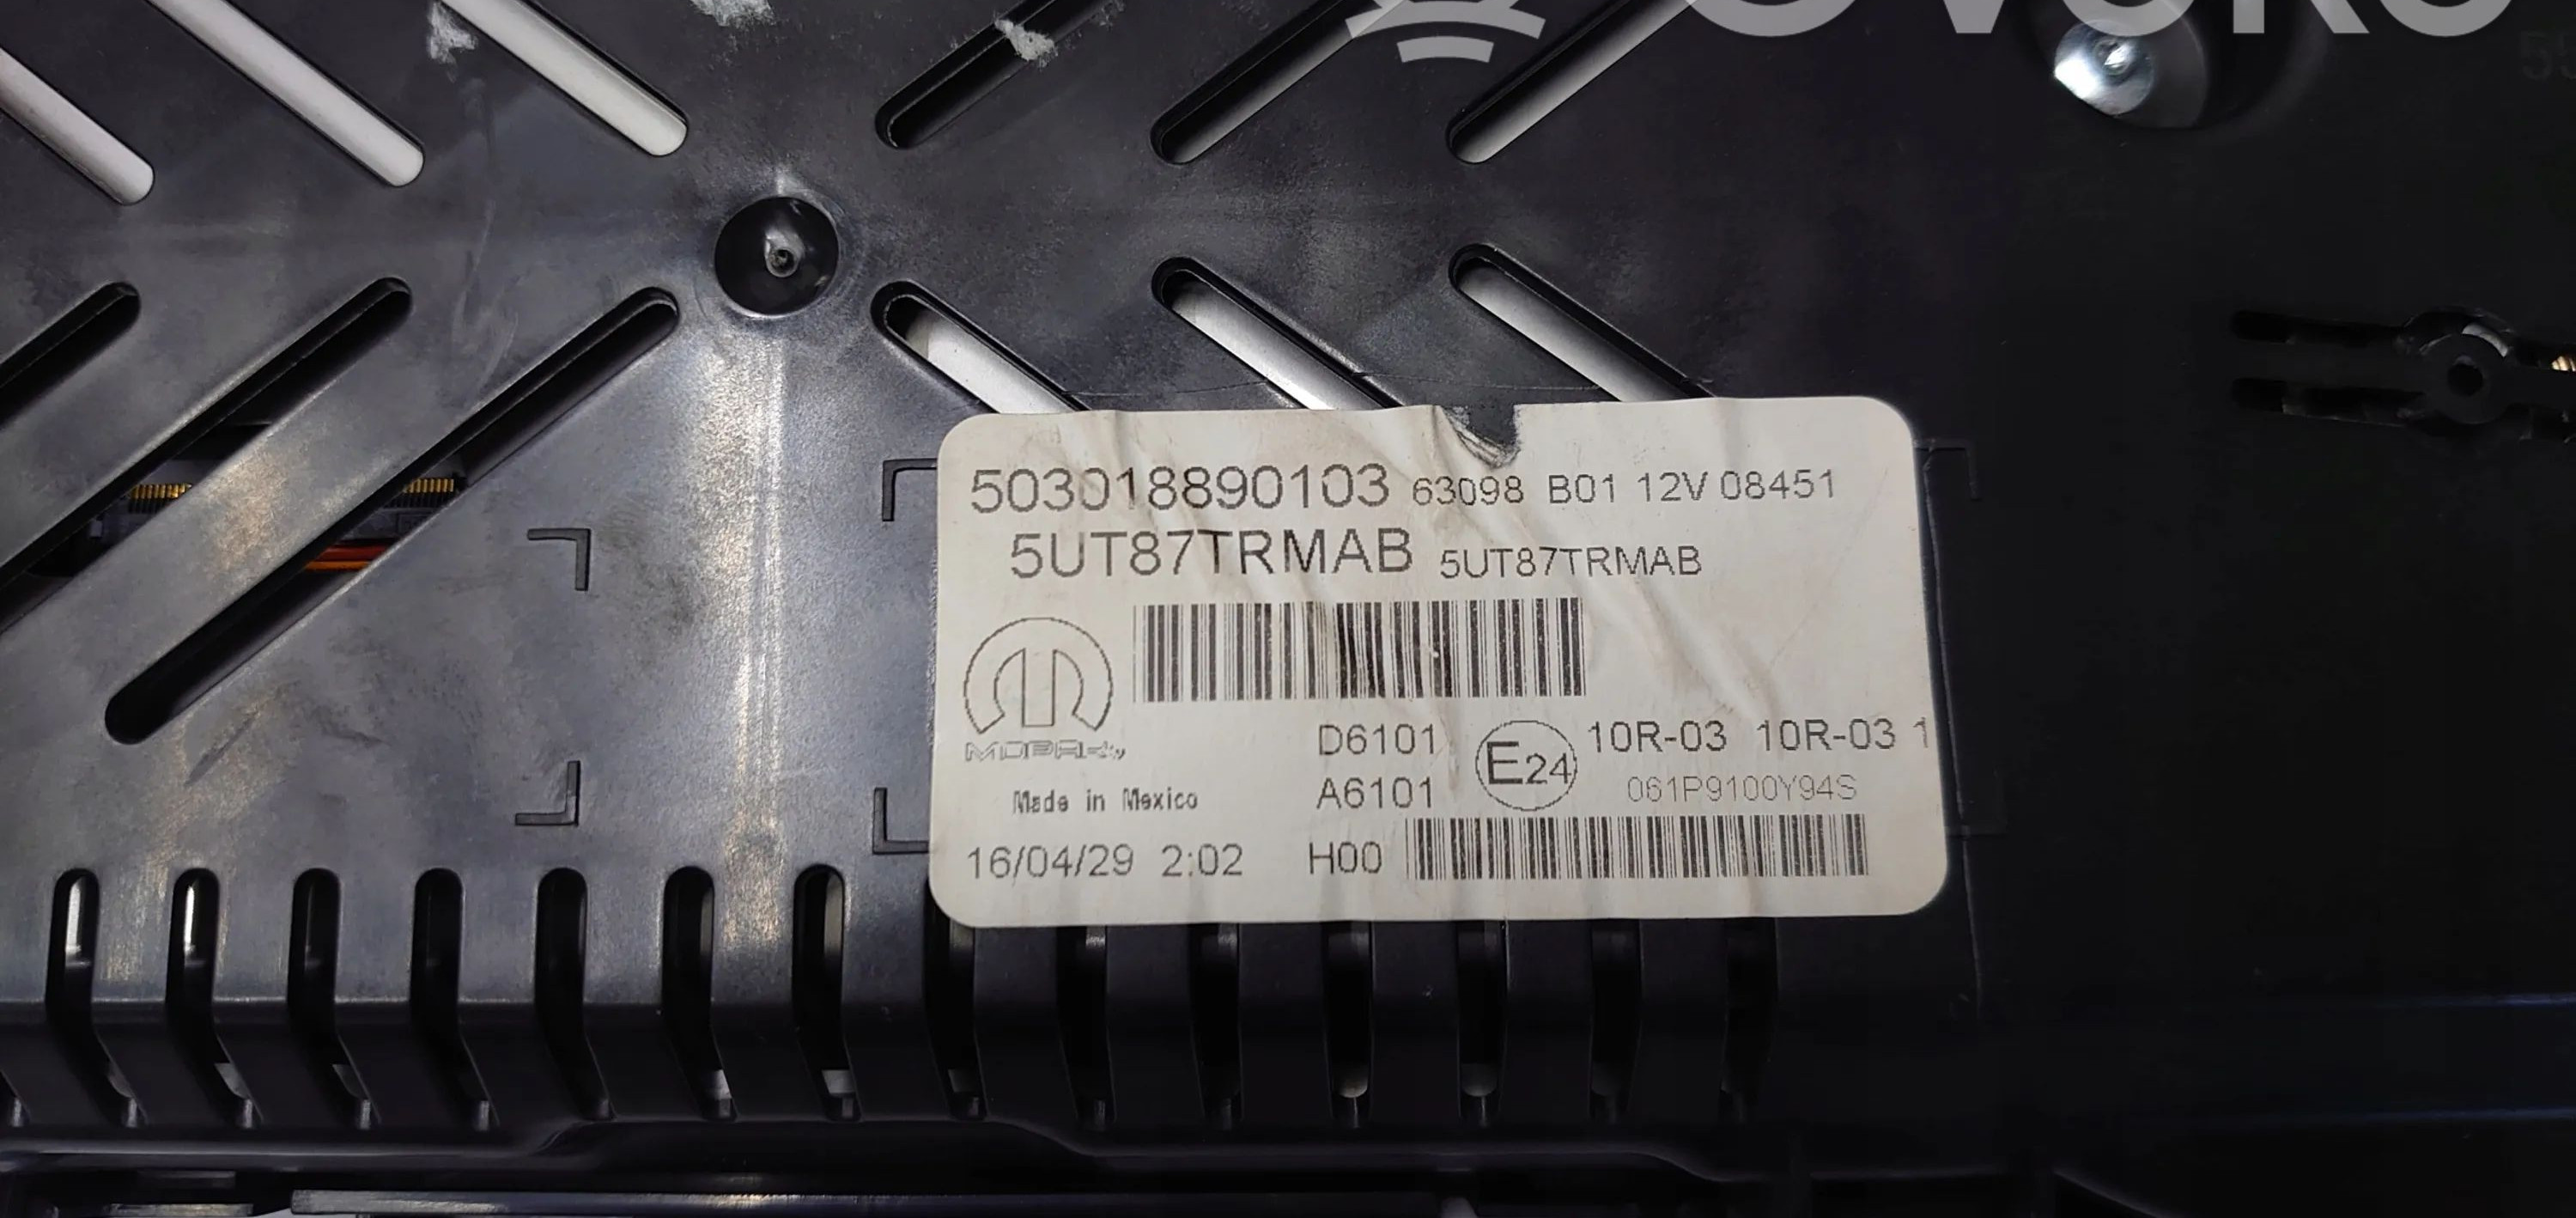 503018890103 63098 B01 12V 08451
5UT87TRMAB 5UT87TRMAB
MOPAR
D6101 E24 10R-03 10R-03 1
Made in Mexico A6101 061P9100Y94S
16/04/29 2:02 H00